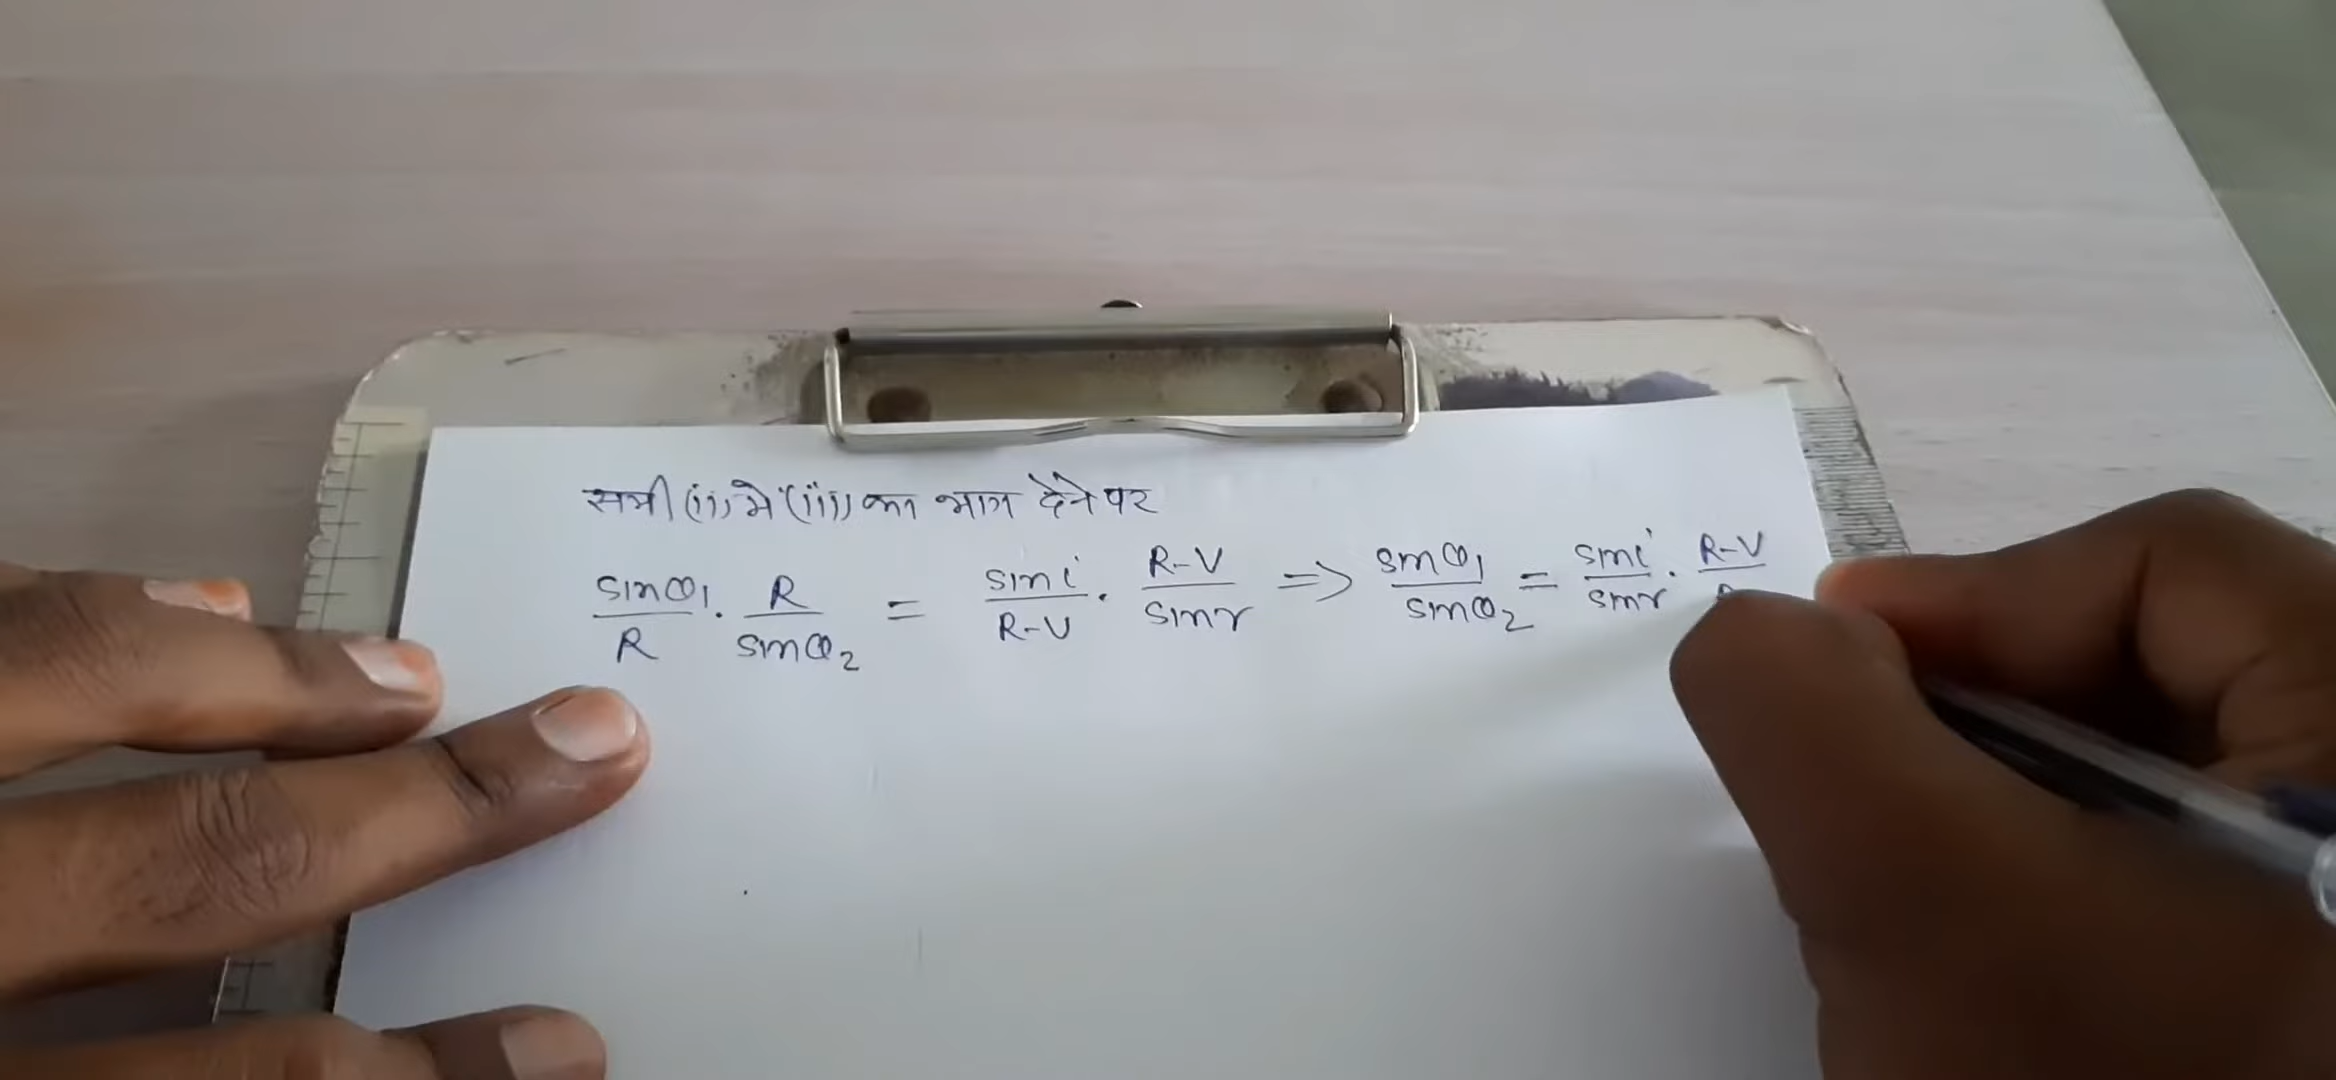 समी (ii) मे (iii) का भाग देने पर
sinθ₁/R · R/sinθ₂ = sin i/R-U · R-V/sin r ⇒ sinθ₁/sinθ₂ = sin i/sin r · R-V/